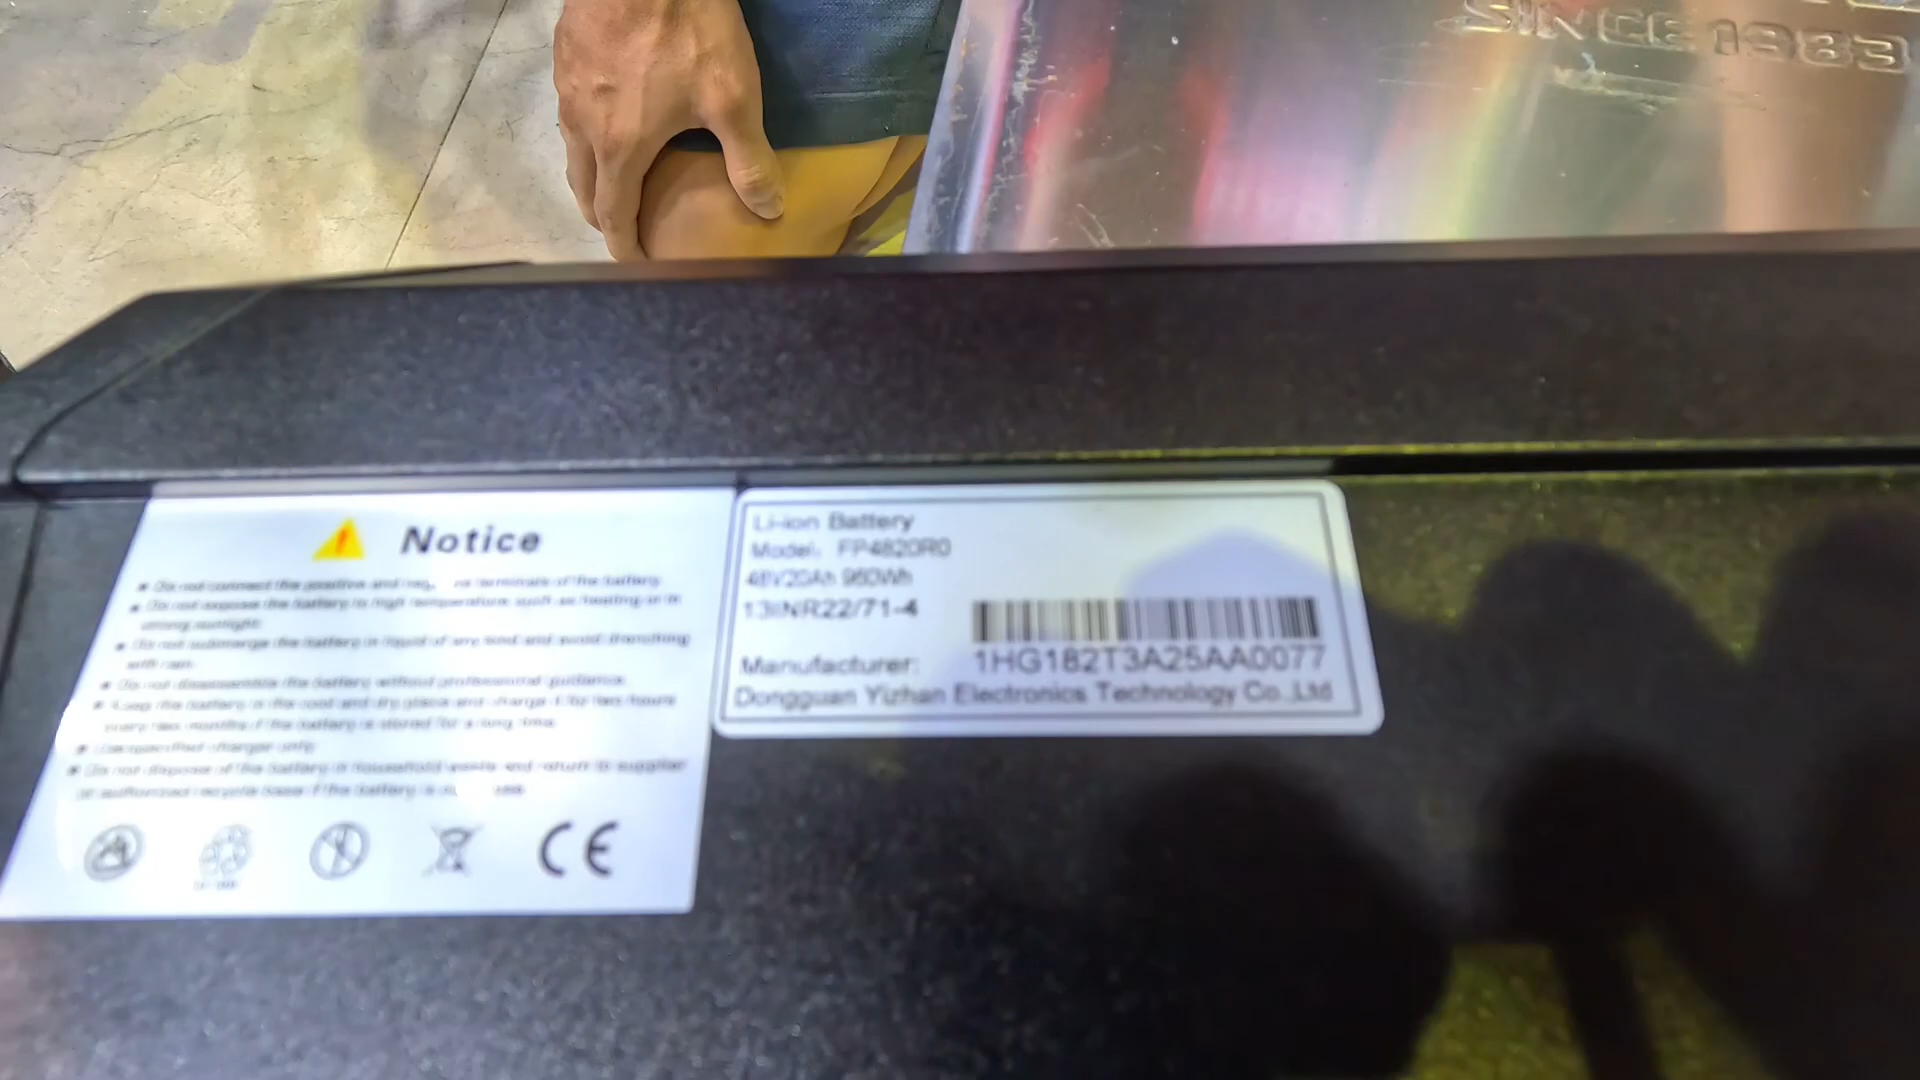 SINCE 1983
Notice
• Do not connect the positive and terminals of the battery.
• Do not expose the battery to high temperature such as heating or in
strong sunlight.
• Do not submerge the battery in liquid of any kind and avoid drenching
with rain.
• Do not disassemble the battery without professional guidance.
• Keep the battery in the cool and dry place and charge it for two hours
every two months if the battery is stored for a long time.
• Use specified charger only.
• Do not dispose of the battery in household waste and return to supplier
or authorized recycle base if the battery is use.
CE
Li-ion Battery
Model: FP4820R0
48V20Ah 960Wh
13INR22/71-4
1HG182T3A25AA0077
Manufacturer:
Dongguan Yizhan Electronics Technology Co.,Ltd